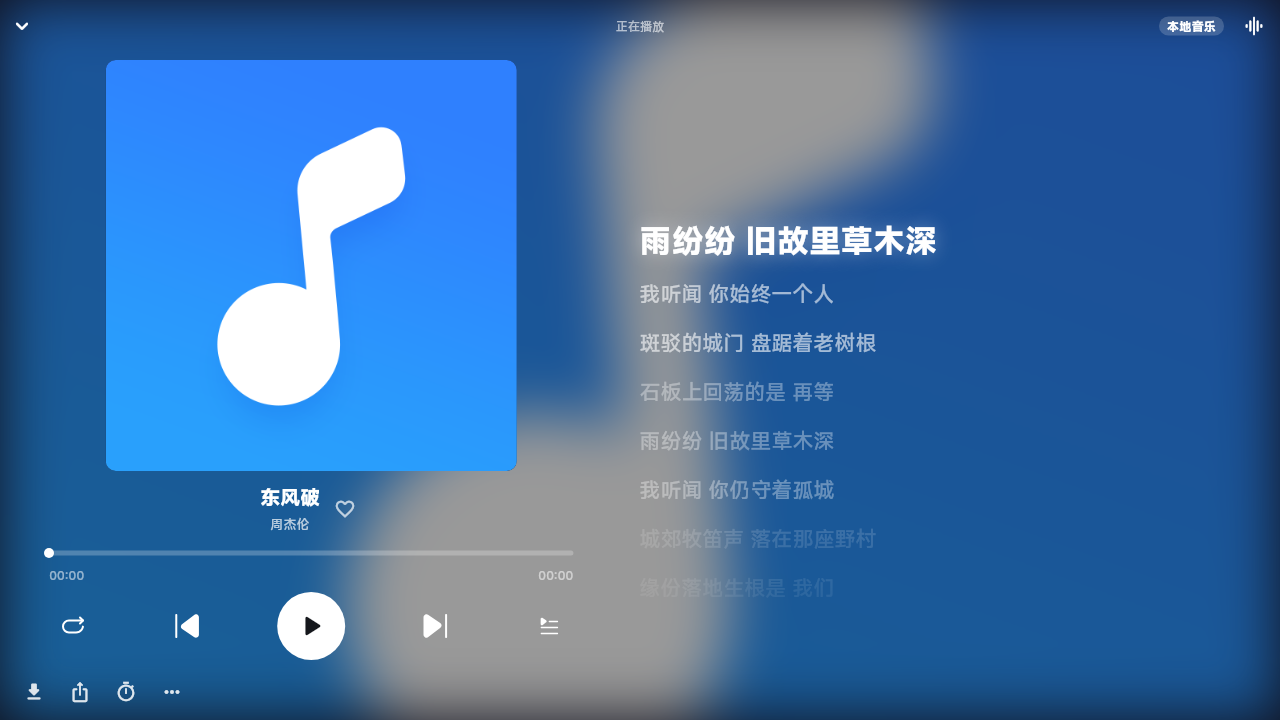 正在播放
本地音乐
东风破
周杰伦
00:00
00:00
雨纷纷 旧故里草木深
我听闻 你始终一个人
斑驳的城门 盘踞着老树根
石板上回荡的是 再等
雨纷纷 旧故里草木深
我听闻 你仍守着孤城
城郊牧笛声 落在那座野村
缘份落地生根是 我们